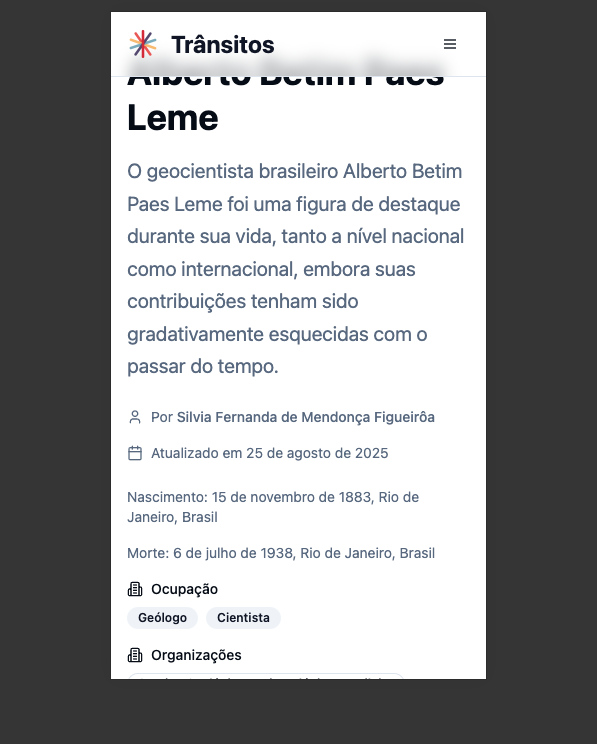 Trânsitos
Alberto Betim Paes
Leme
O geocientista brasileiro Alberto Betim
Paes Leme foi uma figura de destaque
durante sua vida, tanto a nível nacional
como internacional, embora suas
contribuições tenham sido
gradativamente esquecidas com o
passar do tempo.
Por Silvia Fernanda de Mendonça Figueirôa
Atualizado em 25 de agosto de 2025
Nascimento: 15 de novembro de 1883, Rio de
Janeiro, Brasil
Morte: 6 de julho de 1938, Rio de Janeiro, Brasil
Ocupação
Geólogo Cientista
Organizações